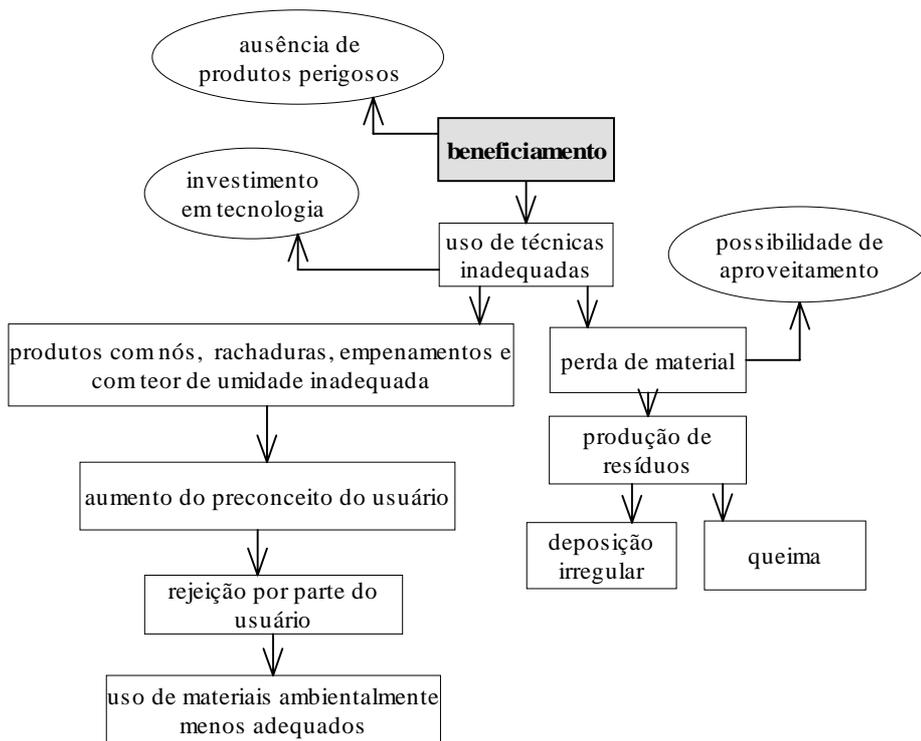 ausência de
produtos perigosos
beneficiamento
investimento
em tecnologia
uso de técnicas
inadequadas
possibilidade de
aproveitamento
produtos com nós, rachaduras, empenamentos e
com teor de umidade inadequada
perda de material
produção de
resíduos
aumento do preconceito do usuário
deposição
irregular
queima
rejeição por parte do
usuário
uso de materiais ambientalmente
menos adequados